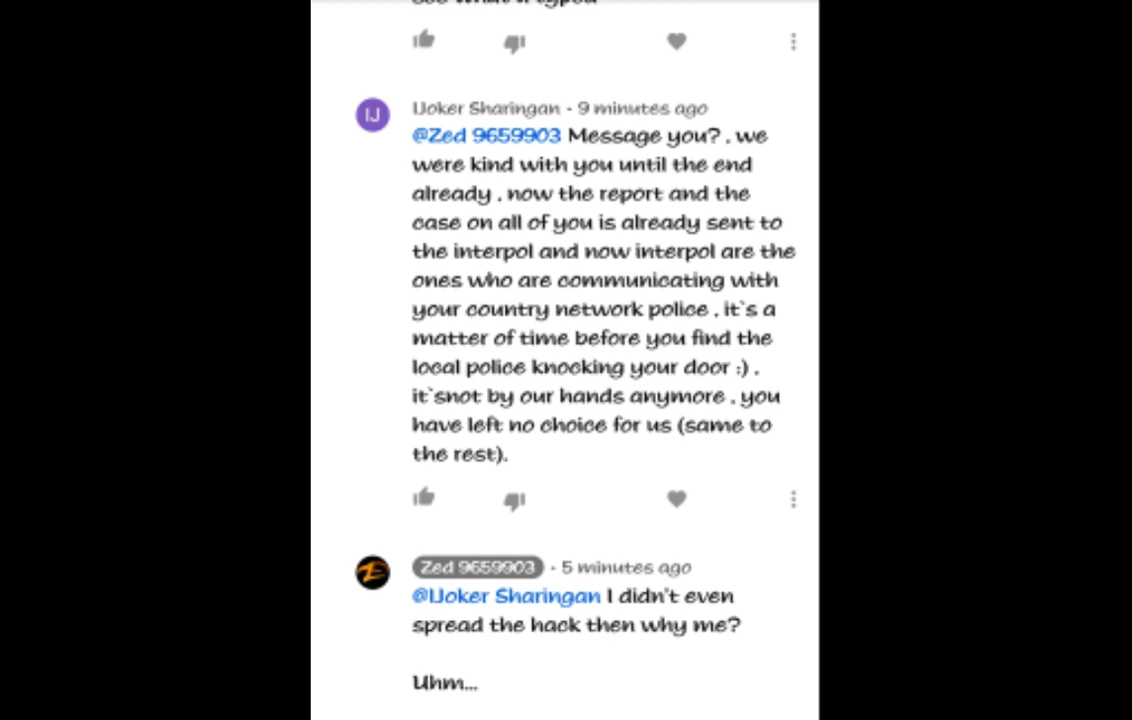 see what u typed
IJ
IJoker Sharingan • 9 minutes ago
@Zed 9659903 Message you? , we
were kind with you until the end
already , now the report and the
case on all of you is already sent to
the interpol and now interpol are the
ones who are communicating with
your country network police , it`s a
matter of time before you find the
local police knocking your door :) ,
it`snot by our hands anymore , you
have left no choice for us (same to
the rest).
Zed 9659903 • 5 minutes ago
@IJoker Sharingan I didn't even
spread the hack then why me?
Uhm...